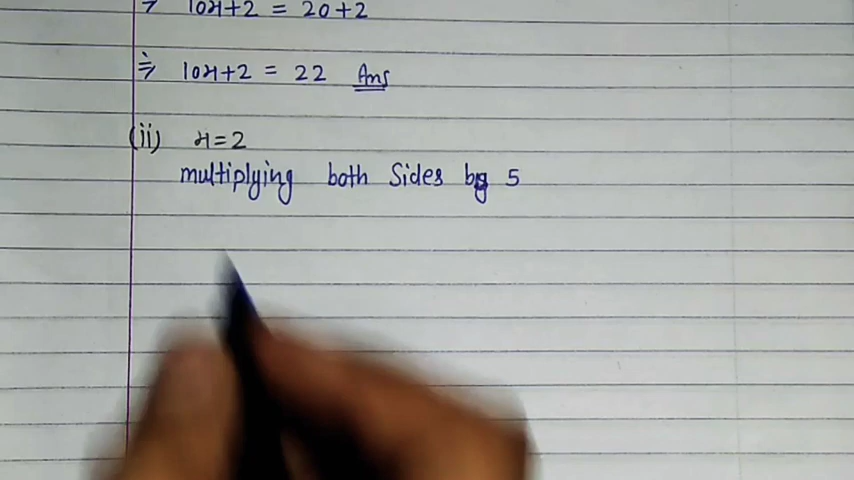 ⇒ 10x+2 = 20+2
⇒ 10x+2 = 22 Ans
(ii) x=2
multiplying both Sides by 5